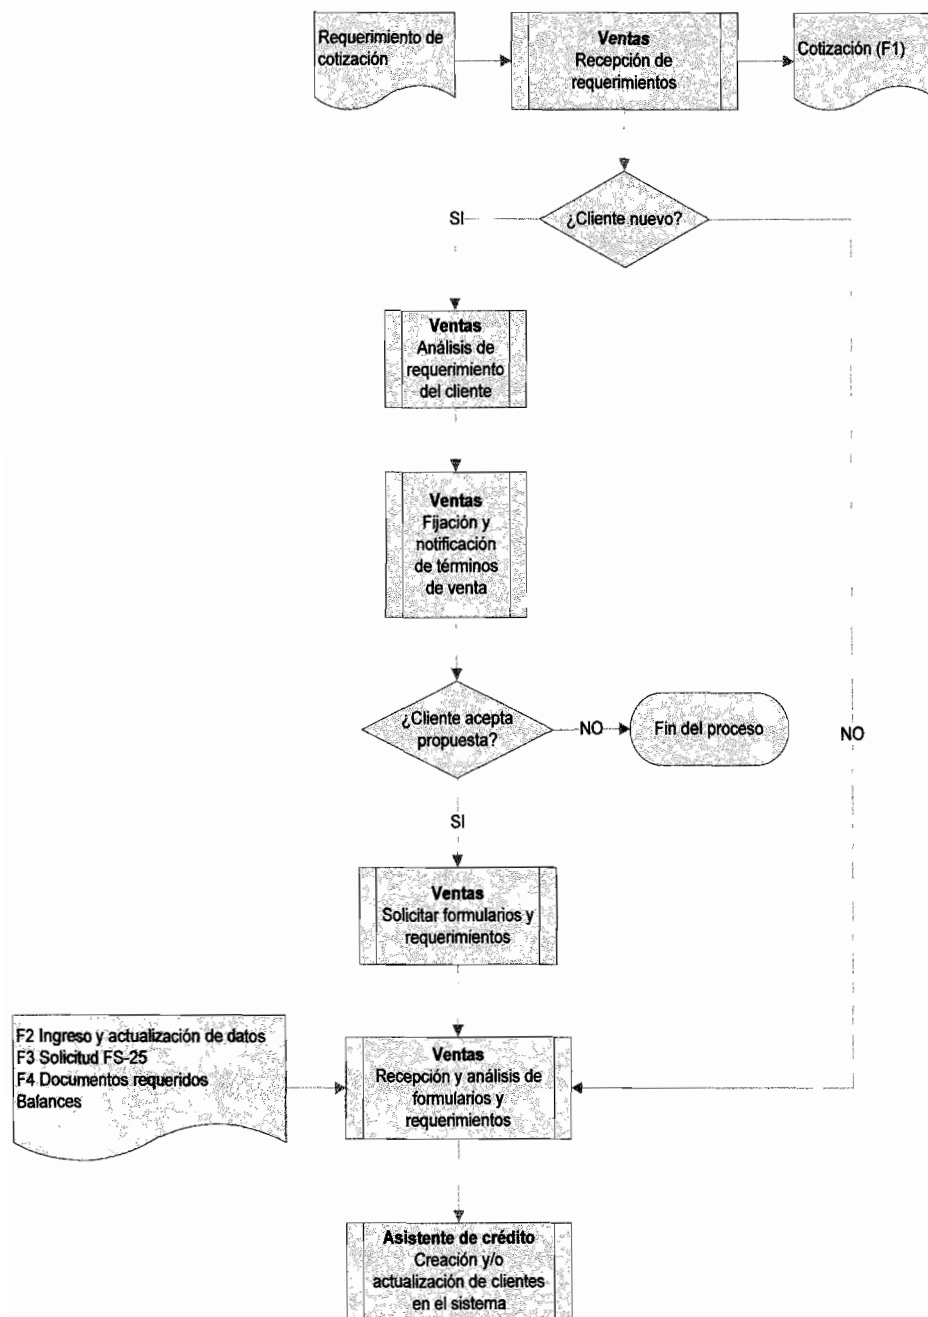 Requerimiento de
cotización
Ventas
Recepción de
requerimientos
Cotización (F1)
¿Cliente nuevo?
SI
Ventas
Análisis de
requerimiento
del cliente
Ventas
Fijación y
notificación
de términos
de venta
¿Cliente acepta
propuesta?
NO
Fin del proceso
NO
SI
Ventas
Solicitar formularios y
requerimientos
F2 Ingreso y actualización de datos
F3 Solicitud FS-25
F4 Documentos requeridos
Balances
Ventas
Recepción y análisis de
formularios y
requerimientos
Asistente de crédito
Creación y/o
actualización de clientes
en el sistema